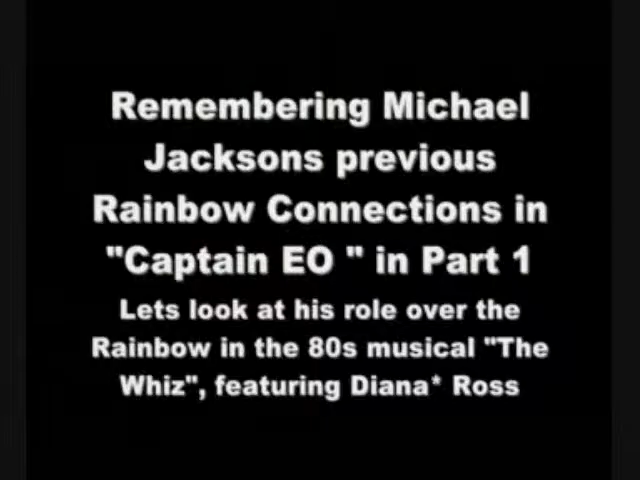 Remembering Michael
Jacksons previous
Rainbow Connections in
"Captain EO " in Part 1
Lets look at his role over the
Rainbow in the 80s musical "The
Whiz", featuring Diana* Ross